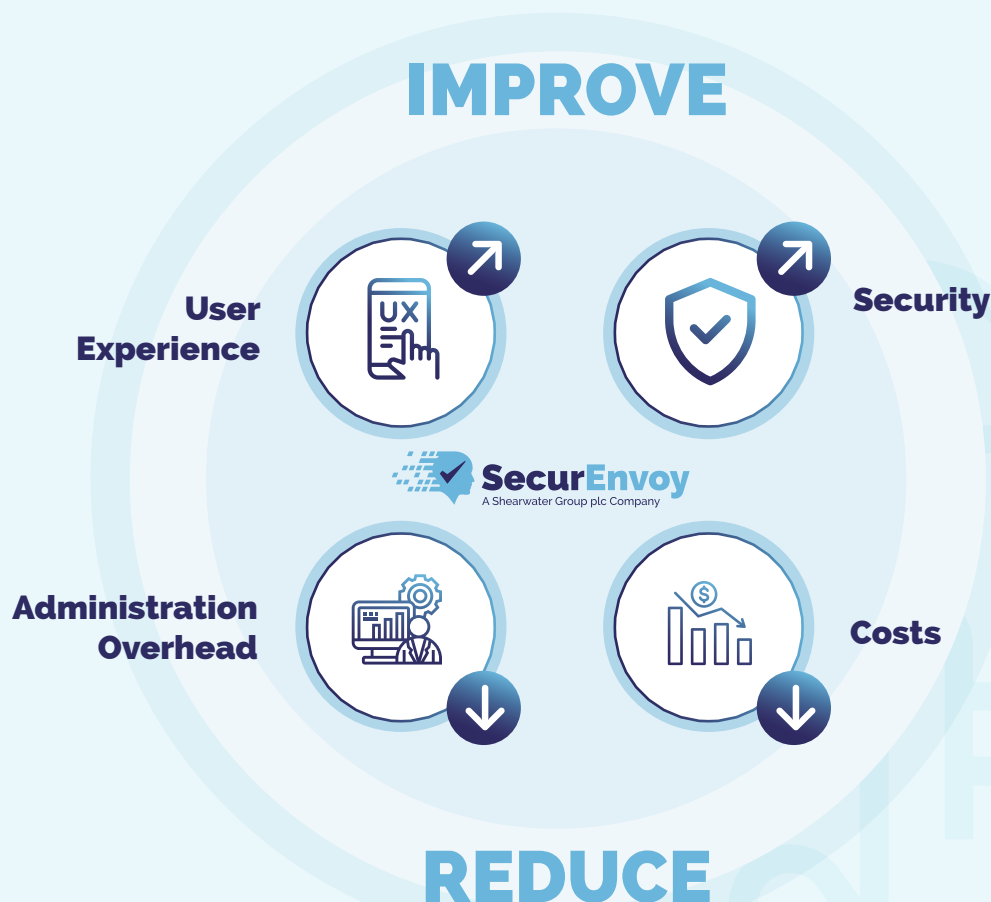 IMPROVE
User
Experience
UX
Security
SecurEnvoy
A Shearwater Group plc Company
Administration
Overhead
$
Costs
REDUCE